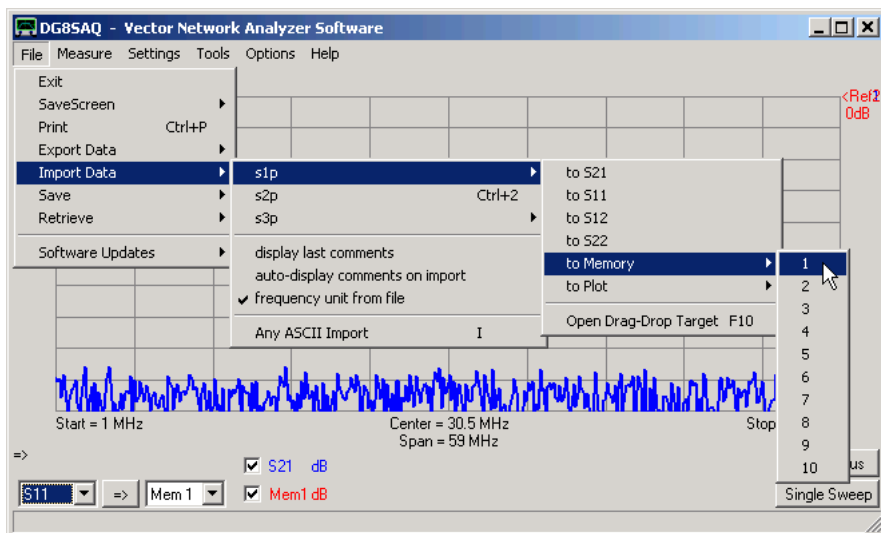 DG8SAQ - Vector Network Analyzer Software
File Measure Settings Tools Options Help
Exit
SaveScreen
Print Ctrl+P
Export Data
Import Data
Save
Retrieve
Software Updates
s1p
s2p Ctrl+2
s3p
display last comments
auto-display comments on import
frequency unit from file
Any ASCII Import I
to S21
to S11
to S12
to S22
to Memory
to Plot
Open Drag-Drop Target F10
1
2
3
4
5
6
7
8
9
10
0dB
Start = 1 MHz
Center = 30.5 MHz
Span = 59 MHz
Stop
=>
S21 dB
us
S11 => Mem 1
Mem1 dB
Single Sweep